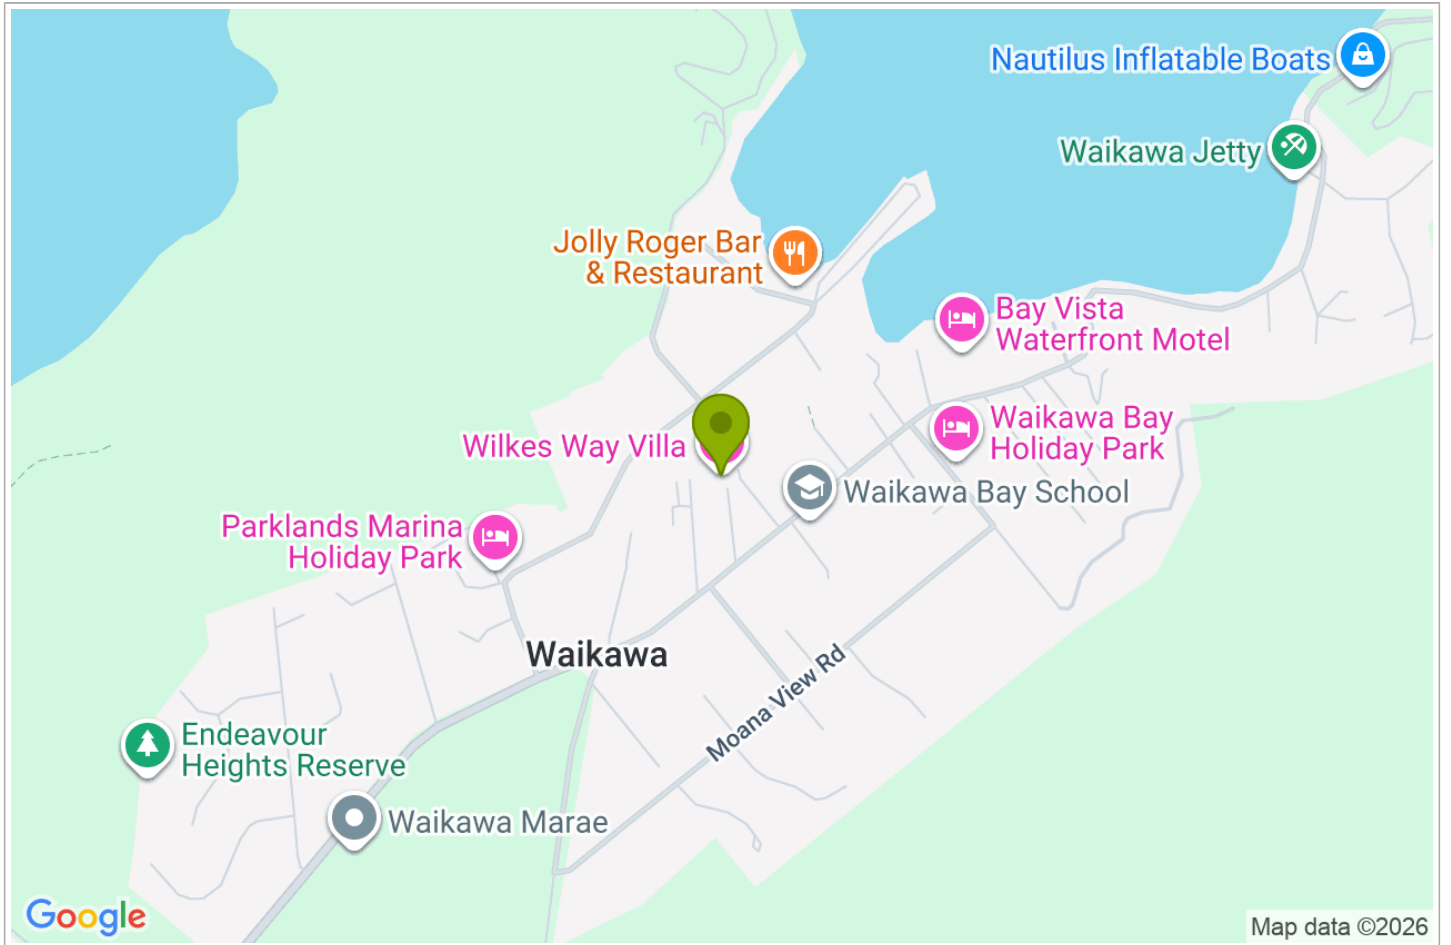 Nautilus Inflatable Boats
Waikawa Jetty
Jolly Roger Bar
& Restaurant
Bay Vista
Waterfront Motel
Waikawa Bay
Holiday Park
Wilkes Way Villa
Waikawa Bay School
Parklands Marina
Holiday Park
Waikawa
Moana View Rd
Endeavour
Heights Reserve
Waikawa Marae
Google
Map data ©2026